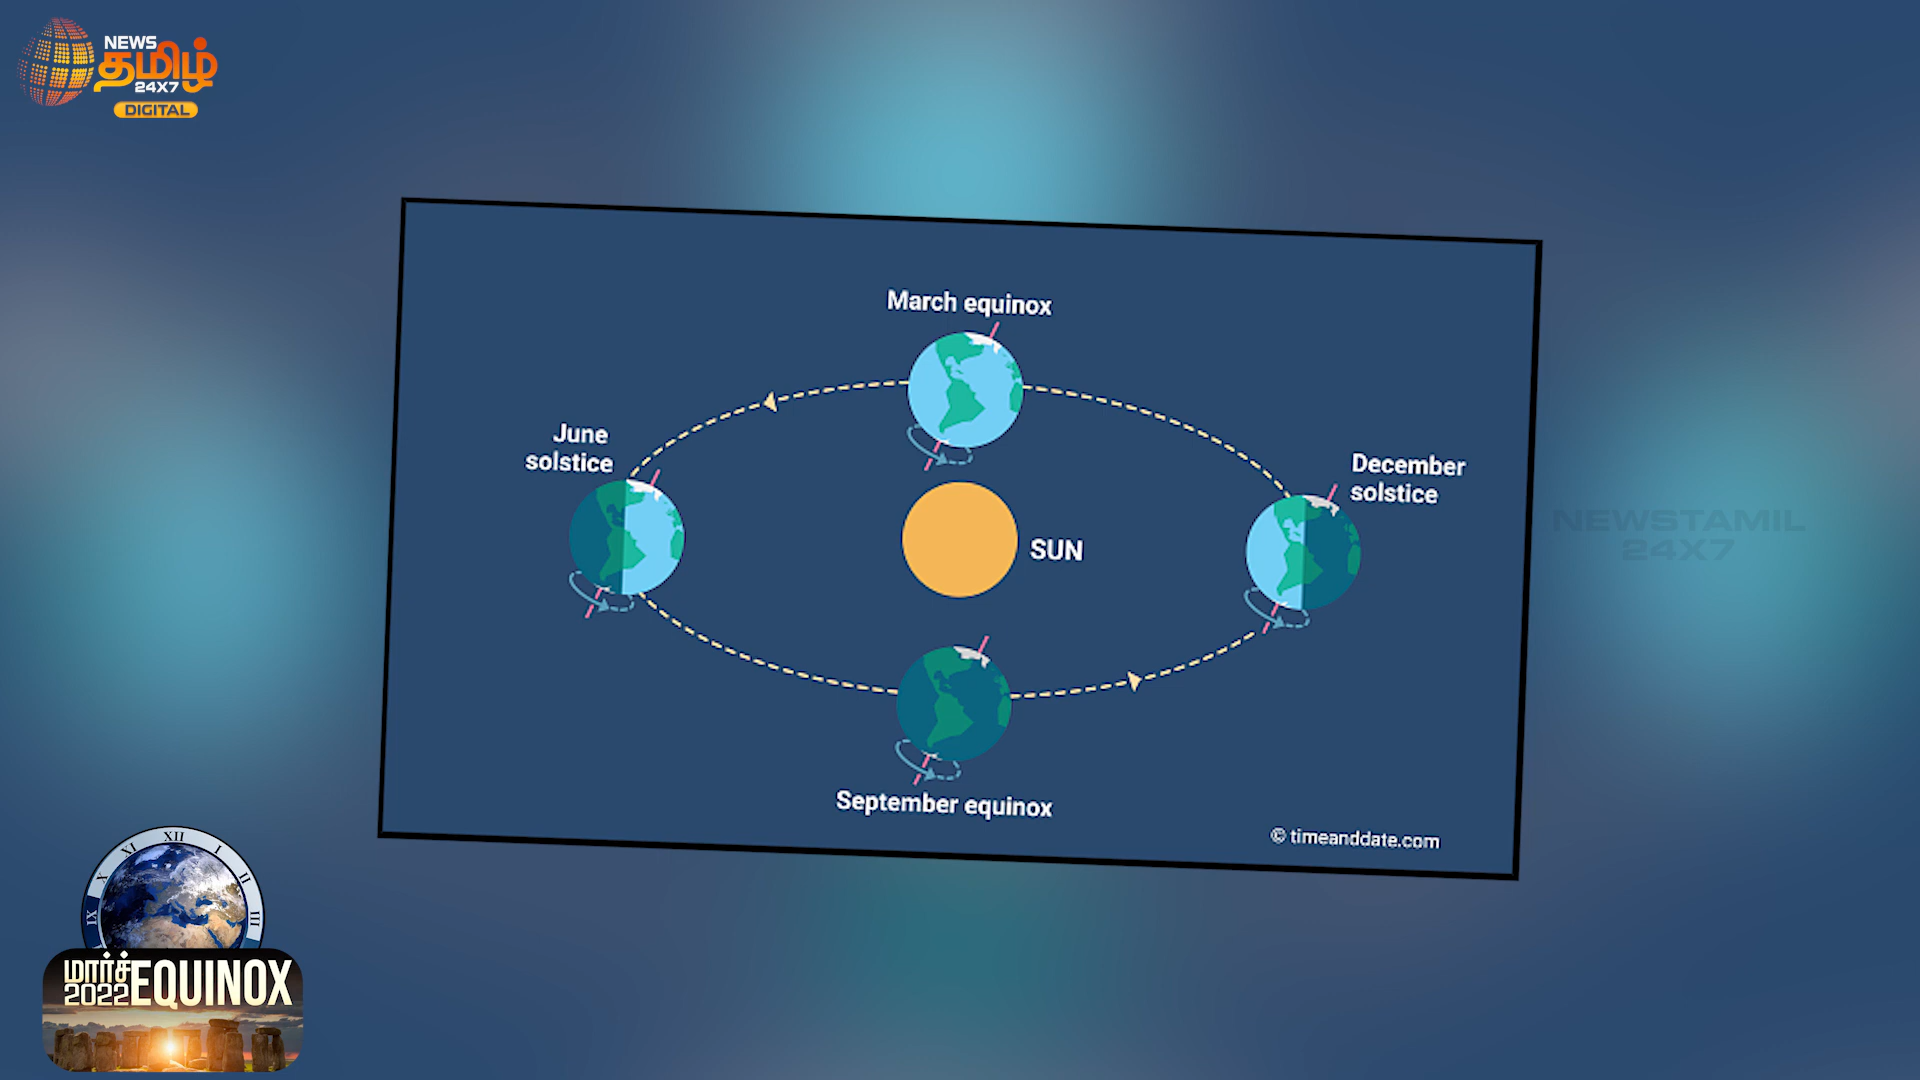 NEWS
தமிழ்
24X7
DIGITAL
March equinox
June
solstice
December
solstice
SUN
NEWSTAMIL
24X7
September equinox
© timeanddate.com
XII
XI
I
X
II
IX
III
மார்ச்
2022
EQUINOX